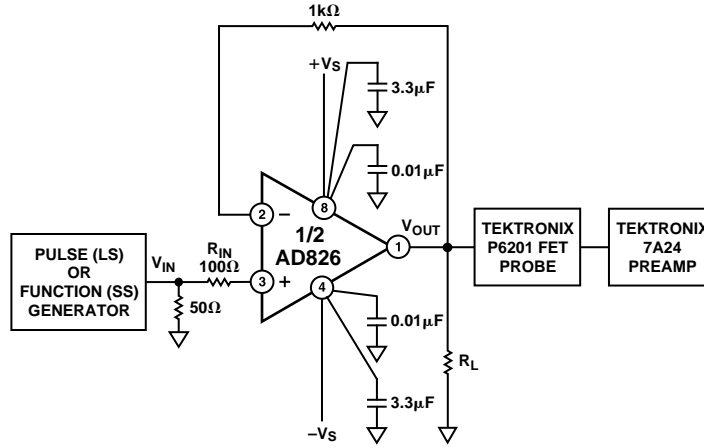 1kΩ
+VS
3.3μF
0.01μF
8
2
−
1/2
AD826
VOUT
1
TEKTRONIX
P6201 FET
PROBE
TEKTRONIX
7A24
PREAMP
PULSE (LS)
OR
FUNCTION (SS)
GENERATOR
VIN
RIN
100Ω
3
+
50Ω
4
0.01μF
3.3μF
−VS
RL